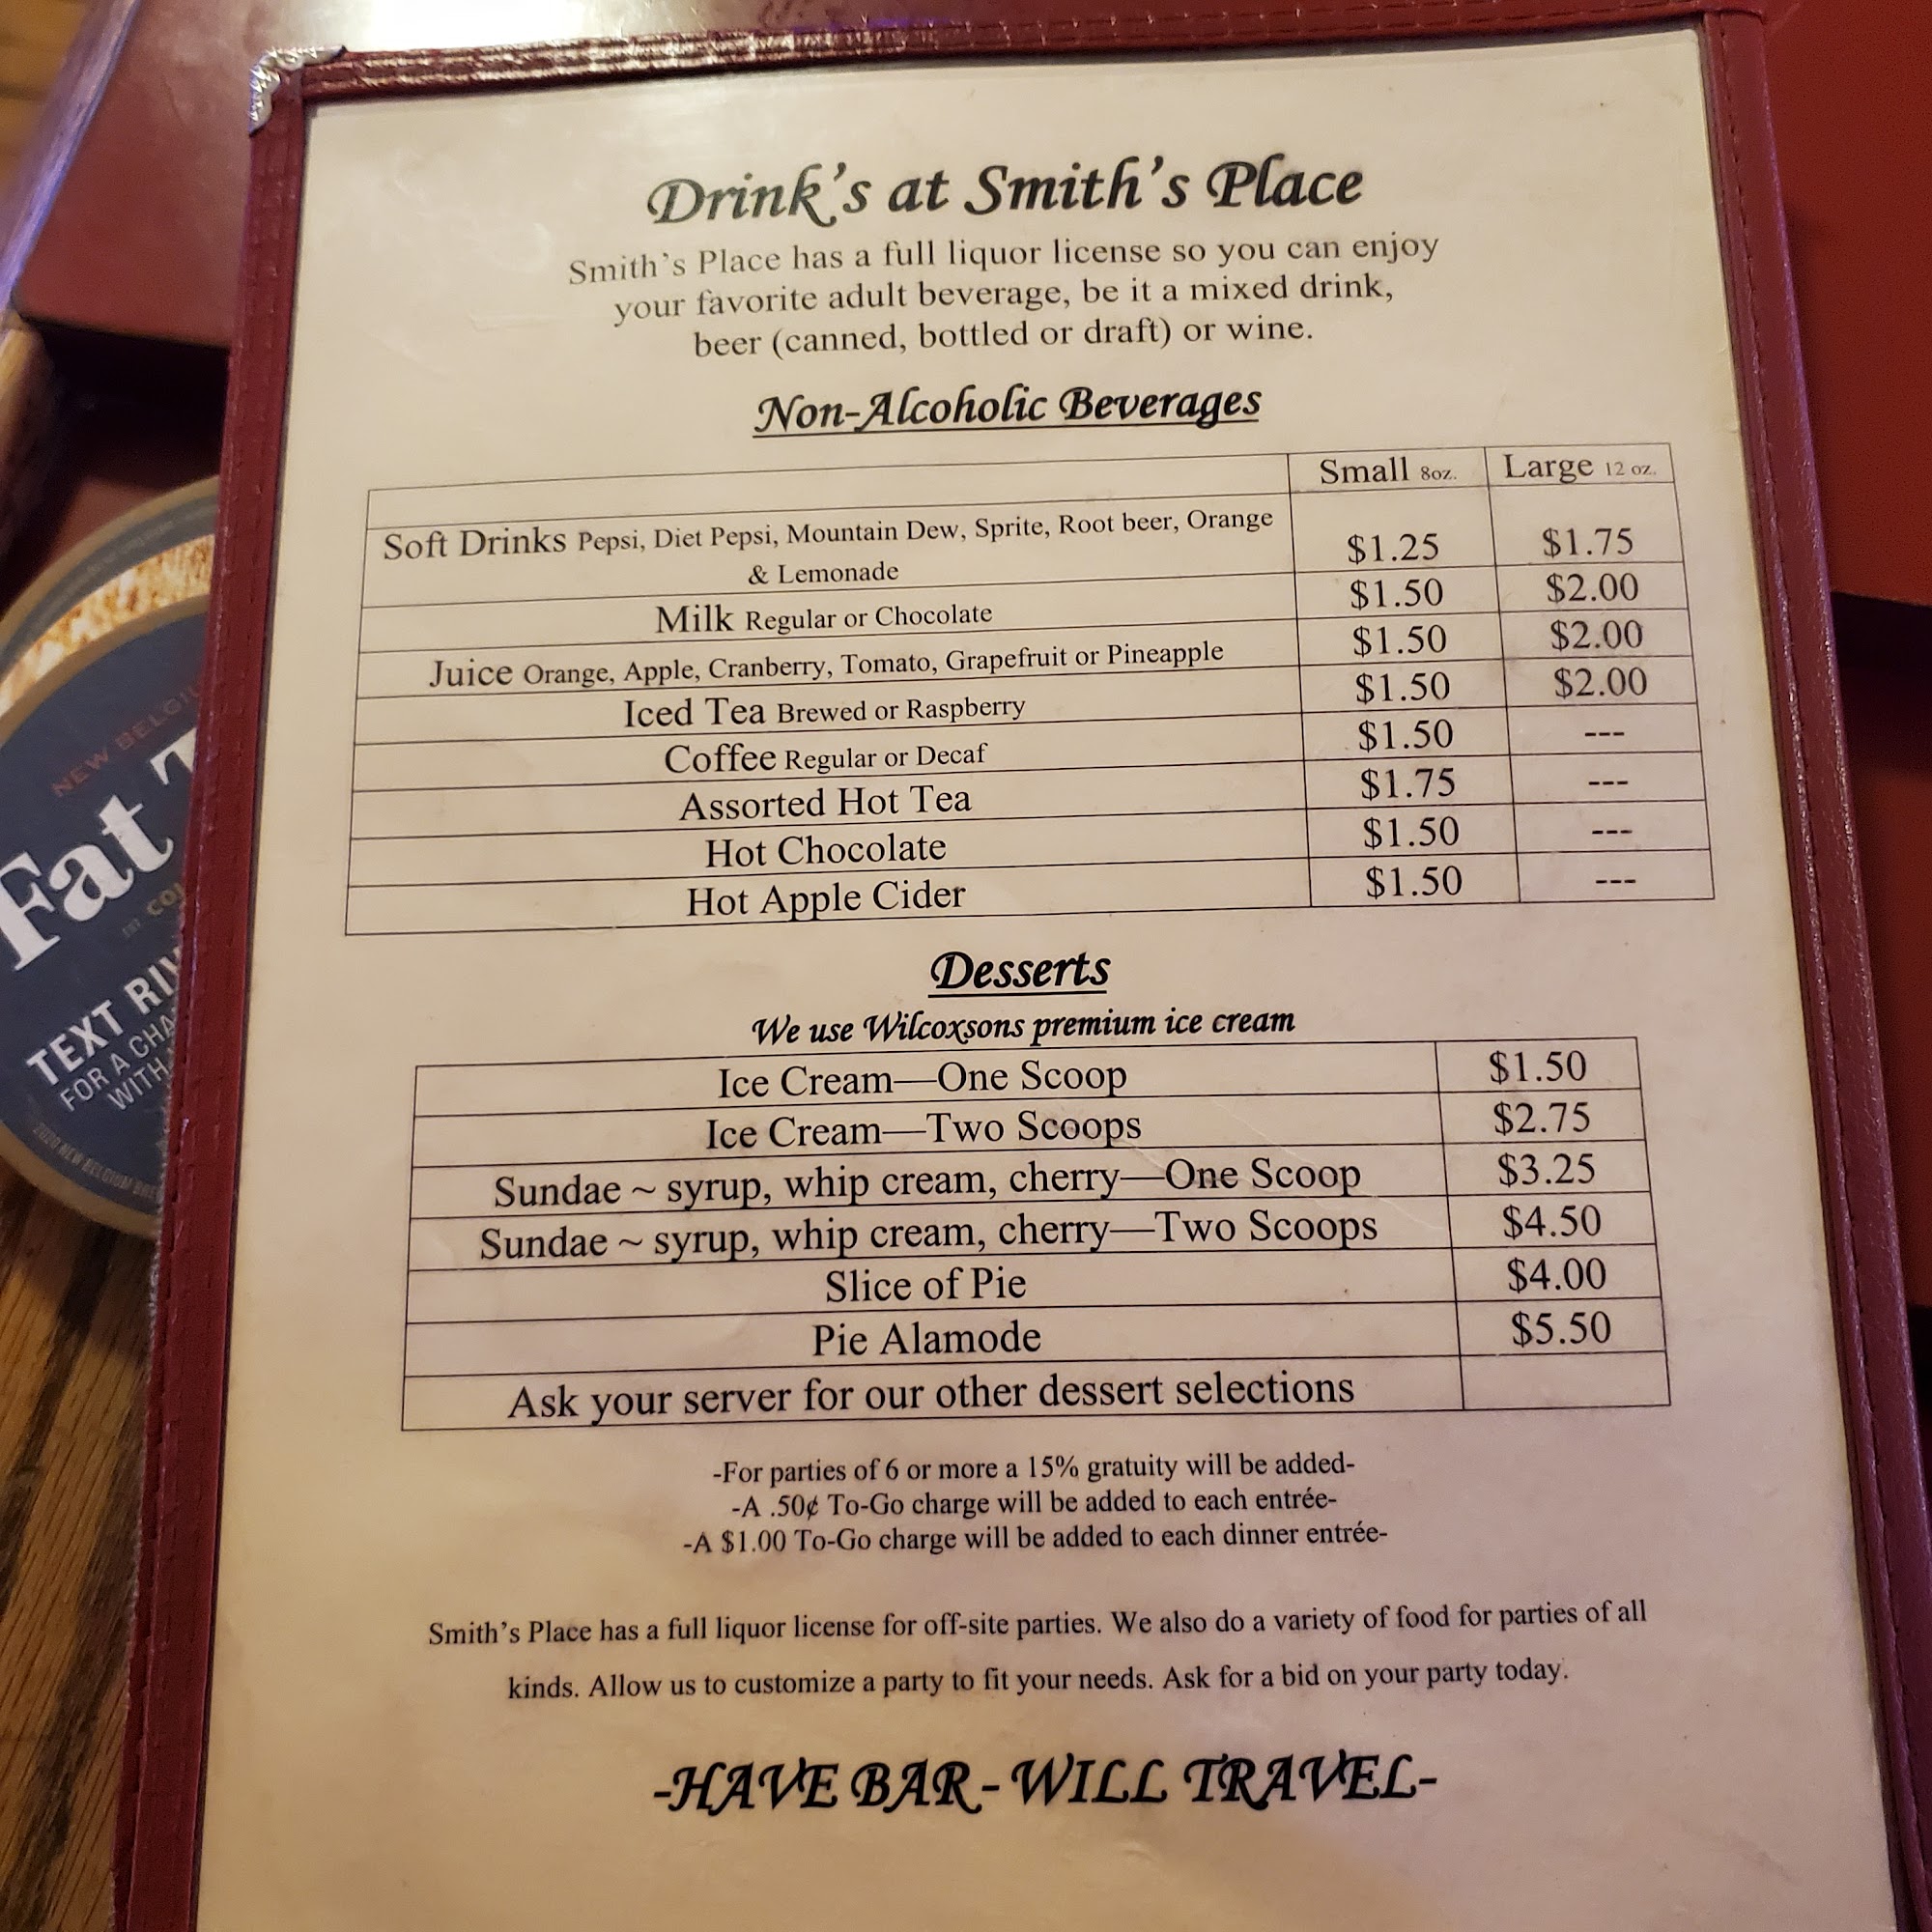 Drink's at Smith's Place
Smith's Place has a full liquor license so you can enjoy
your favorite adult beverage, be it a mixed drink,
beer (canned, bottled or draft) or wine.
Non-Alcoholic Beverages
Small 8oz. Large 12 oz.
Soft Drinks Pepsi, Diet Pepsi, Mountain Dew, Sprite, Root beer, Orange
& Lemonade $1.25 $1.75
Milk Regular or Chocolate $1.50 $2.00
Juice Orange, Apple, Cranberry, Tomato, Grapefruit or Pineapple $1.50 $2.00
Iced Tea Brewed or Raspberry $1.50 $2.00
Coffee Regular or Decaf $1.50 ---
Assorted Hot Tea $1.75 ---
Hot Chocolate $1.50 ---
Hot Apple Cider $1.50 ---
Desserts
We use Wilcoxsons premium ice cream
Ice Cream—One Scoop $1.50
Ice Cream—Two Scoops $2.75
Sundae ~ syrup, whip cream, cherry—One Scoop $3.25
Sundae ~ syrup, whip cream, cherry—Two Scoops $4.50
Slice of Pie $4.00
Pie Alamode $5.50
Ask your server for our other dessert selections
-For parties of 6 or more a 15% gratuity will be added-
-A .50¢ To-Go charge will be added to each entrée-
-A $1.00 To-Go charge will be added to each dinner entrée-
Smith's Place has a full liquor license for off-site parties. We also do a variety of food for parties of all
kinds. Allow us to customize a party to fit your needs. Ask for a bid on your party today.
-HAVE BAR- WILL TRAVEL-
NEW BELGI
Fat T
EST COL
TEXT RI
FOR A CHA
WITH
2020 NEW BELGIUM BRE